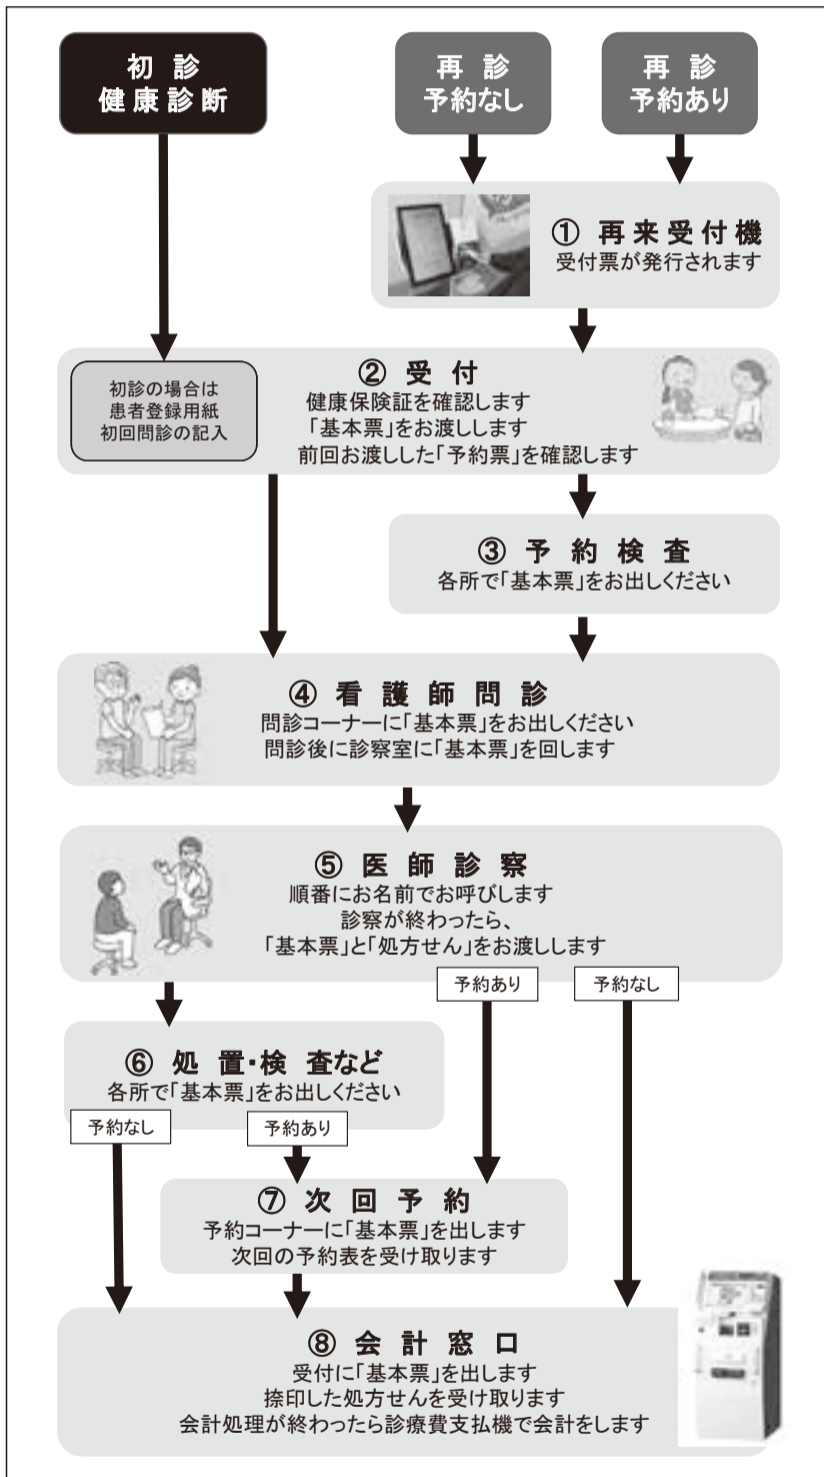 初診
健康診断
再診
予約なし
再診
予約あり
① 再来受付機
受付票が発行されます
初診の場合は
患者登録用紙
初回問診の記入
② 受付
健康保険証を確認します
「基本票」をお渡しします
前回お渡しした「予約票」を確認します
③ 予約検査
各所で「基本票」をお出しください
④ 看護師問診
問診コーナーに「基本票」をお出しください
問診後に診察室に「基本票」を回します
⑤ 医師診察
順番にお名前でお呼びします
診察が終わったら、
「基本票」と「処方せん」をお渡しします
予約あり
予約なし
⑥ 処置・検査など
各所で「基本票」をお出しください
予約なし
予約あり
⑦ 次回予約
予約コーナーに「基本票」を出します
次回の予約表を受け取ります
⑧ 会計窓口
受付に「基本票」を出します
捺印した処方せんを受け取ります
会計処理が終わったら診療費支払機で会計をします